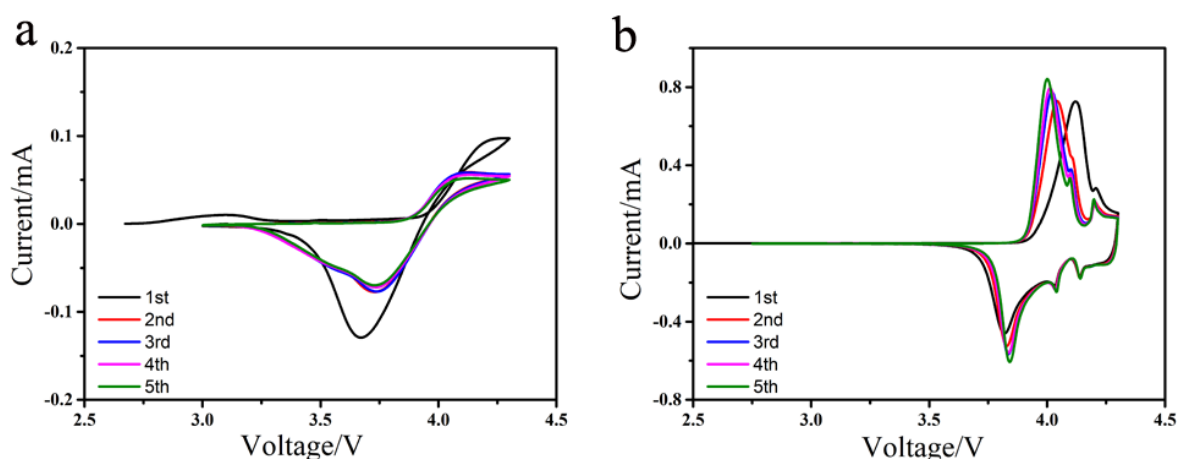 a
0.2
0.1
0.0
-0.1
-0.2
Current/mA
1st
2nd
3rd
4th
5th
2.5 3.0 3.5 4.0 4.5
Voltage/V
b
0.8
0.4
0.0
-0.4
-0.8
Current/mA
1st
2nd
3rd
4th
5th
2.5 3.0 3.5 4.0 4.5
Voltage/V